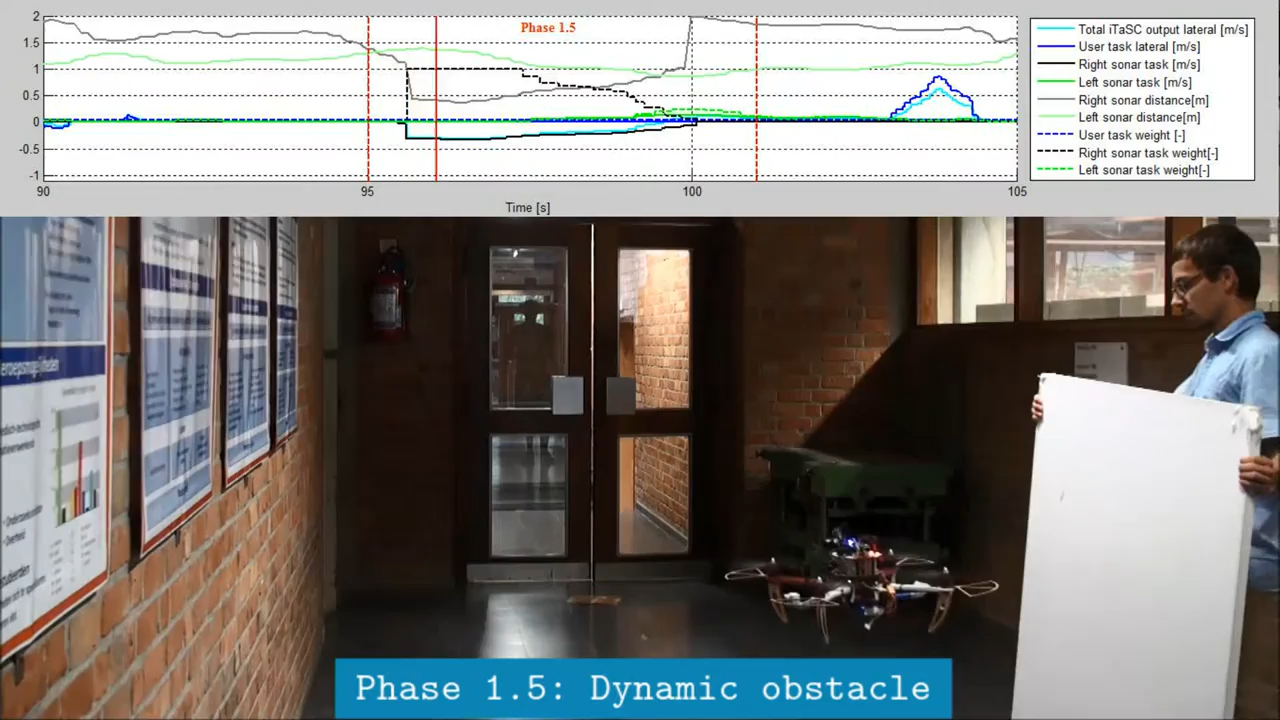 2
1.5
1
0.5
0
-0.5
-1
90
95
100
105
Time [s]
Phase 1.5
Total iTaSC output lateral [m/s]
User task lateral [m/s]
Right sonar task [m/s]
Left sonar task [m/s]
Right sonar distance[m]
Left sonar distance[m]
User task weight [-]
Right sonar task weight[-]
Left sonar task weight[-]
Phase 1.5: Dynamic obstacle